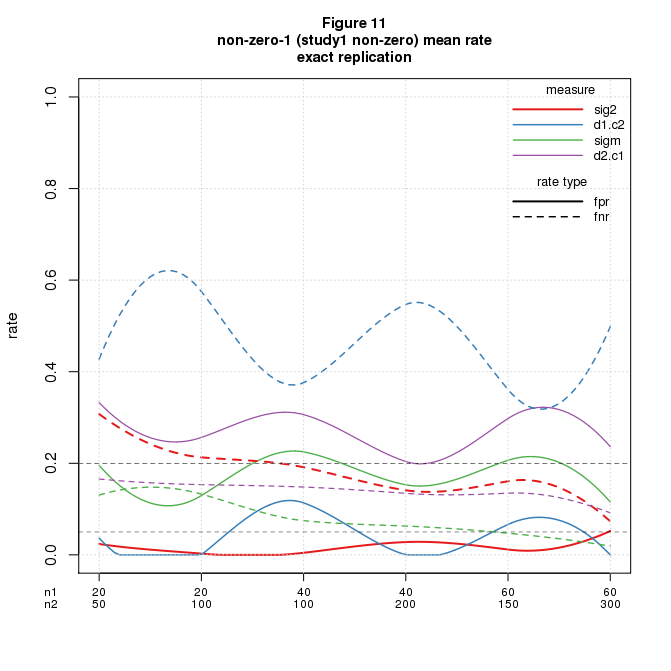 Figure 11
non-zero-1 (study1 non-zero) mean rate
exact replication
measure
sig2
d1.c2
sigm
d2.c1
rate type
fpr
fnr
rate
1.0
0.8
0.6
0.4
0.2
0.0
n1 20 20 40 40 60 60
n2 50 100 100 200 150 300